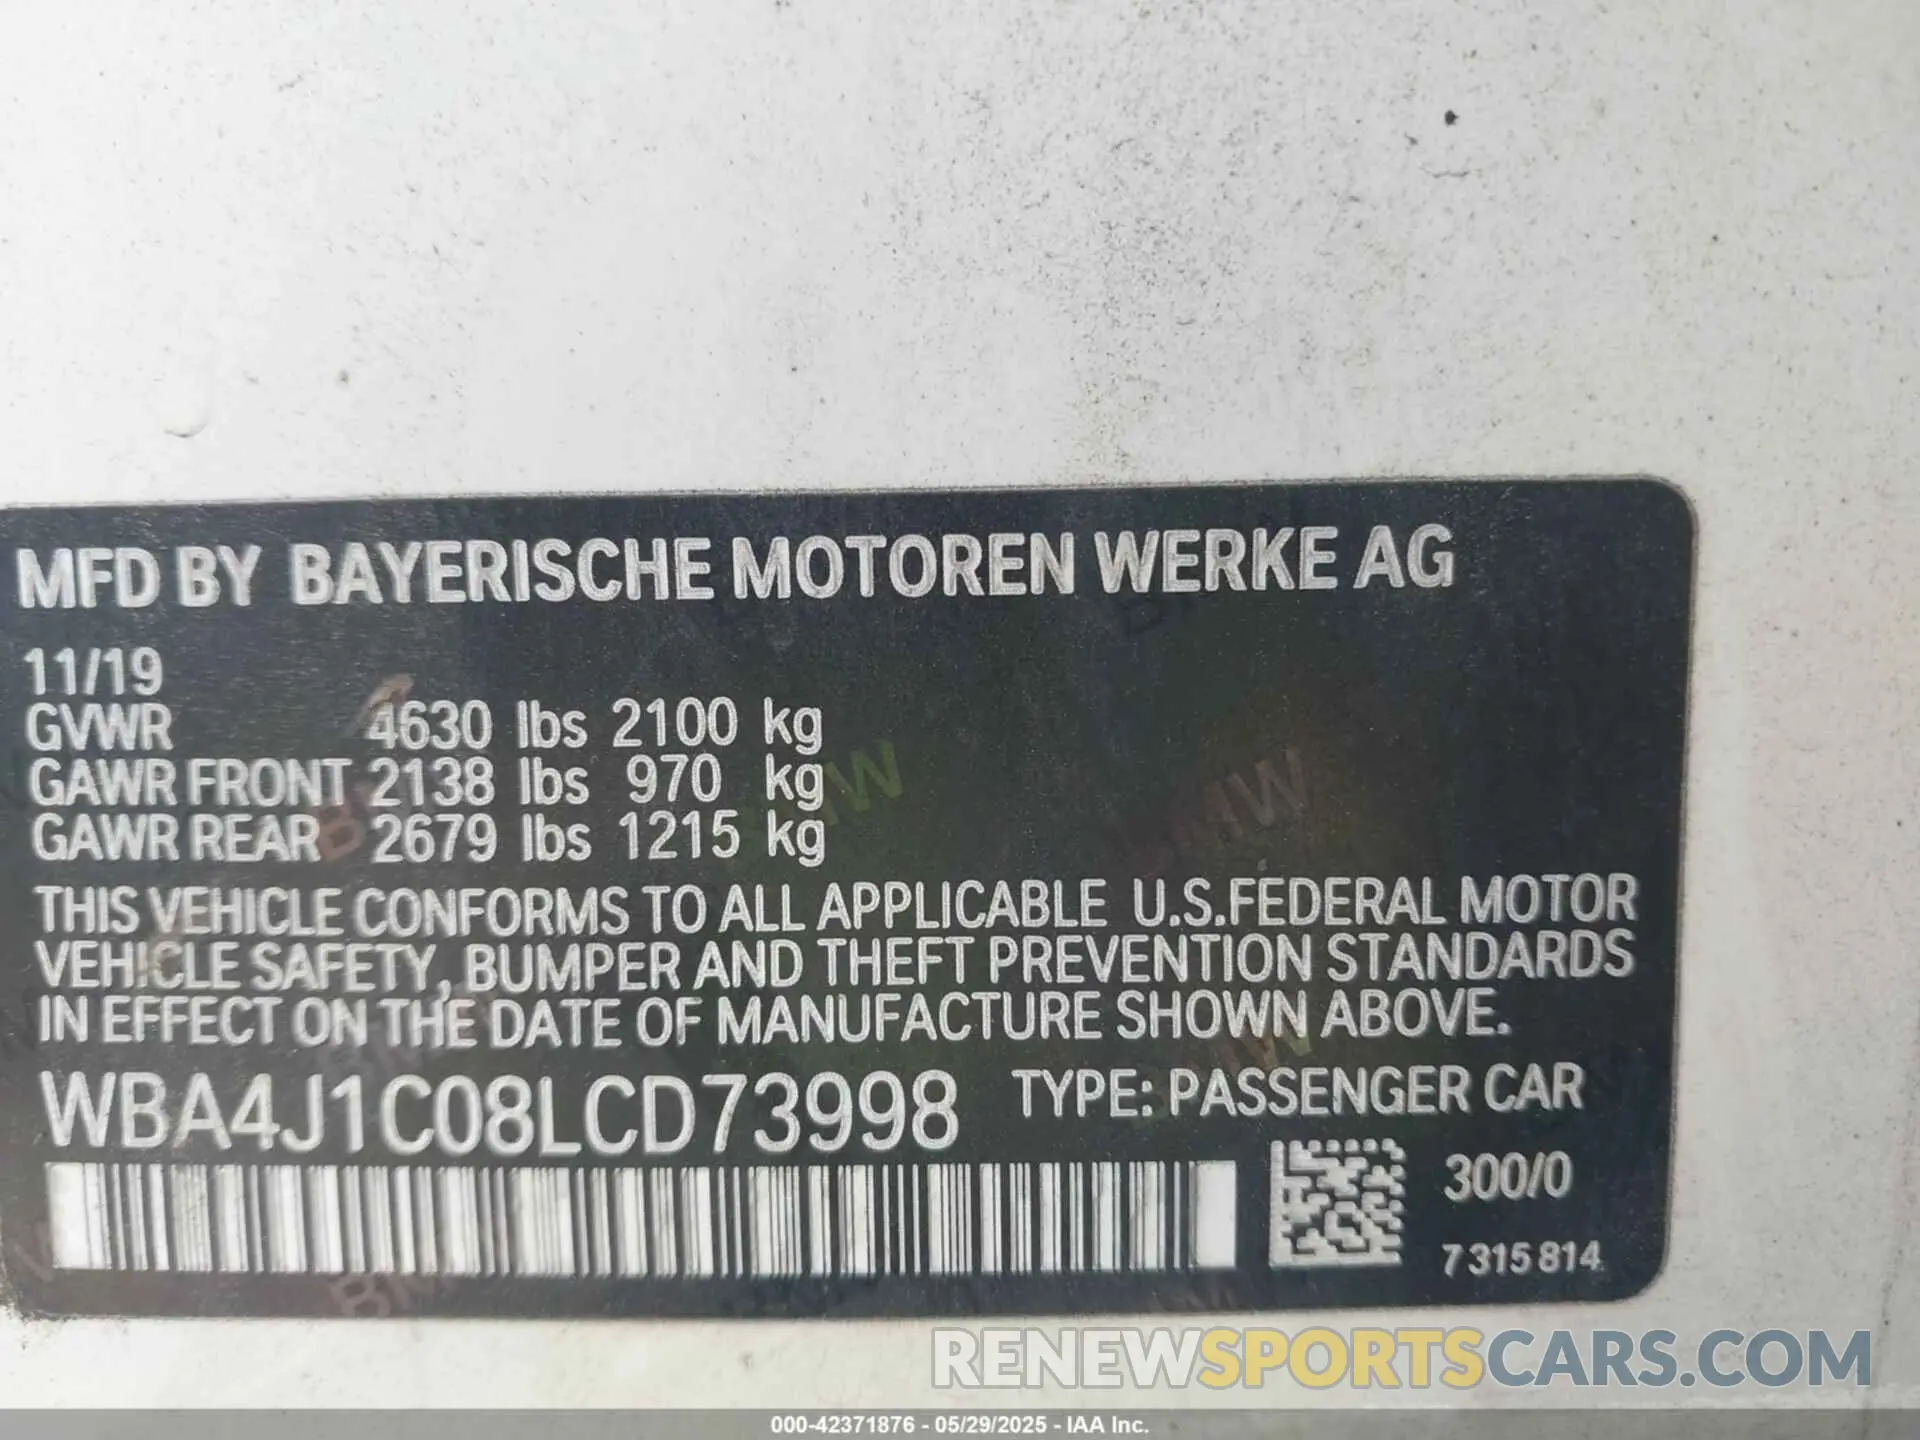 MFD BY BAYERISCHE MOTOREN WERKE AG
11/19
GVWR 4630 lbs 2100 kg
GAWR FRONT 2138 lbs 970 kg
GAWR REAR 2679 lbs 1215 kg
THIS VEHICLE CONFORMS TO ALL APPLICABLE U.S.FEDERAL MOTOR
VEHICLE SAFETY, BUMPER AND THEFT PREVENTION STANDARDS
IN EFFECT ON THE DATE OF MANUFACTURE SHOWN ABOVE.
WBA4J1C08LCD73998 TYPE: PASSENGER CAR
300/0
7315814
RENEWSPORTSCARS.COM
000-42371876 - 05/29/2025 - IAA Inc.